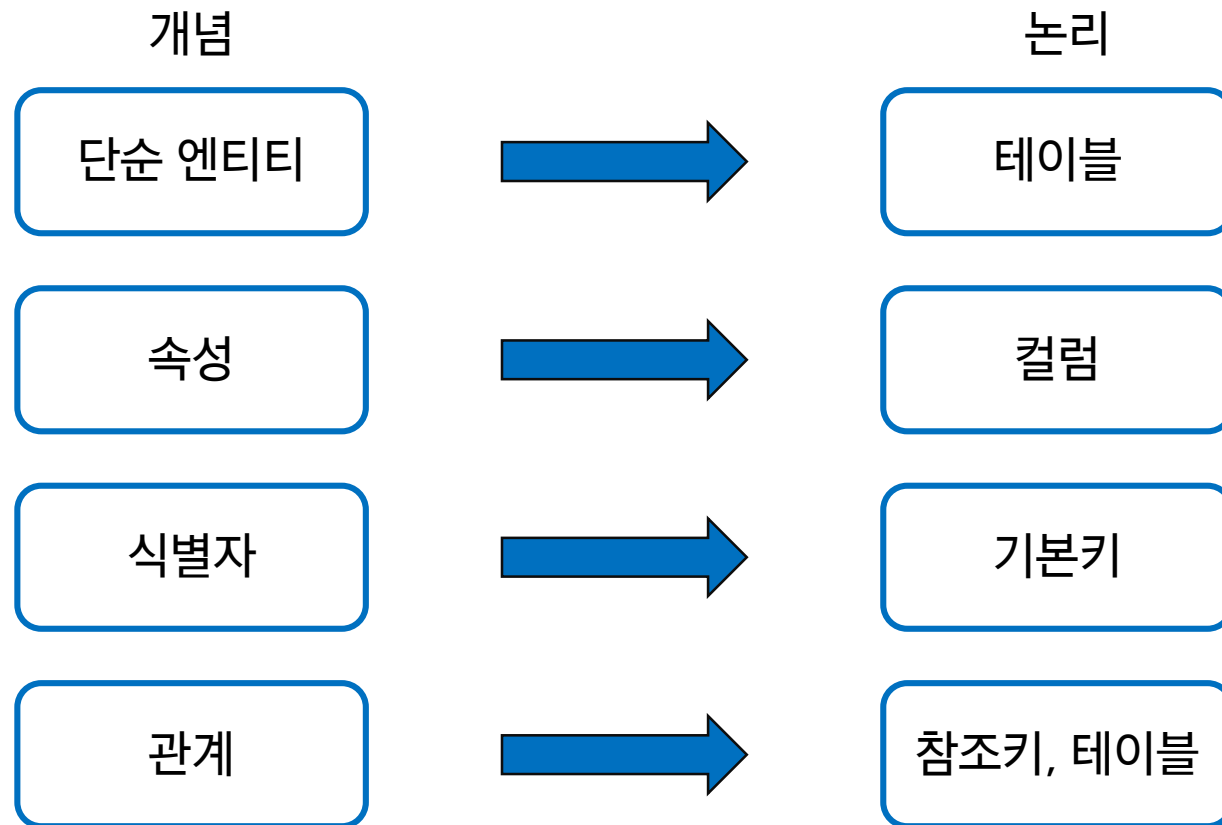 개념
논리
단순 엔티티
테이블
속성
컬럼
식별자
기본키
관계
참조키, 테이블